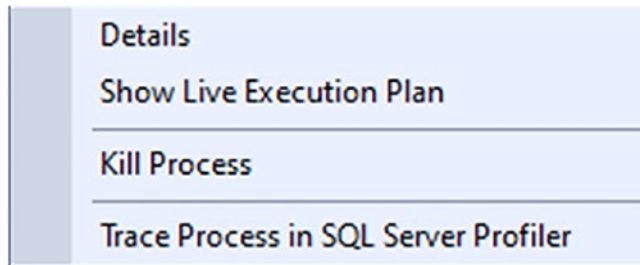 Details
Show Live Execution Plan
Kill Process
Trace Process in SQL Server Profiler